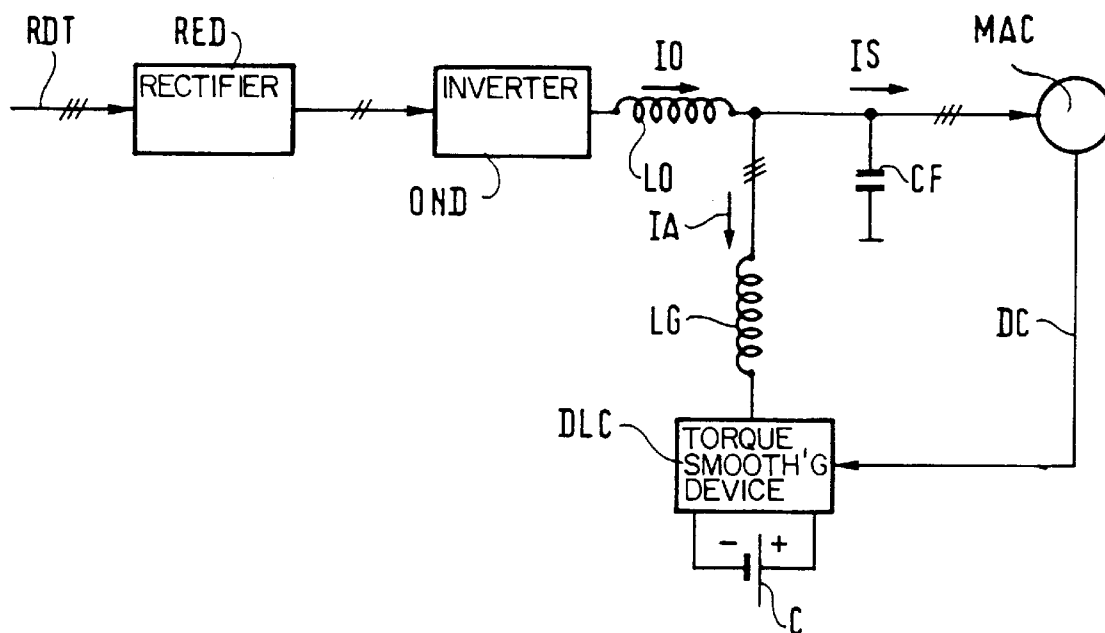 RDT
RED
RECTIFIER
INVERTER
OND
IO
LO
IS
MAC
CF
IA
LG
DC
DLC
TORQUE
SMOOTH'G
DEVICE
- +
C